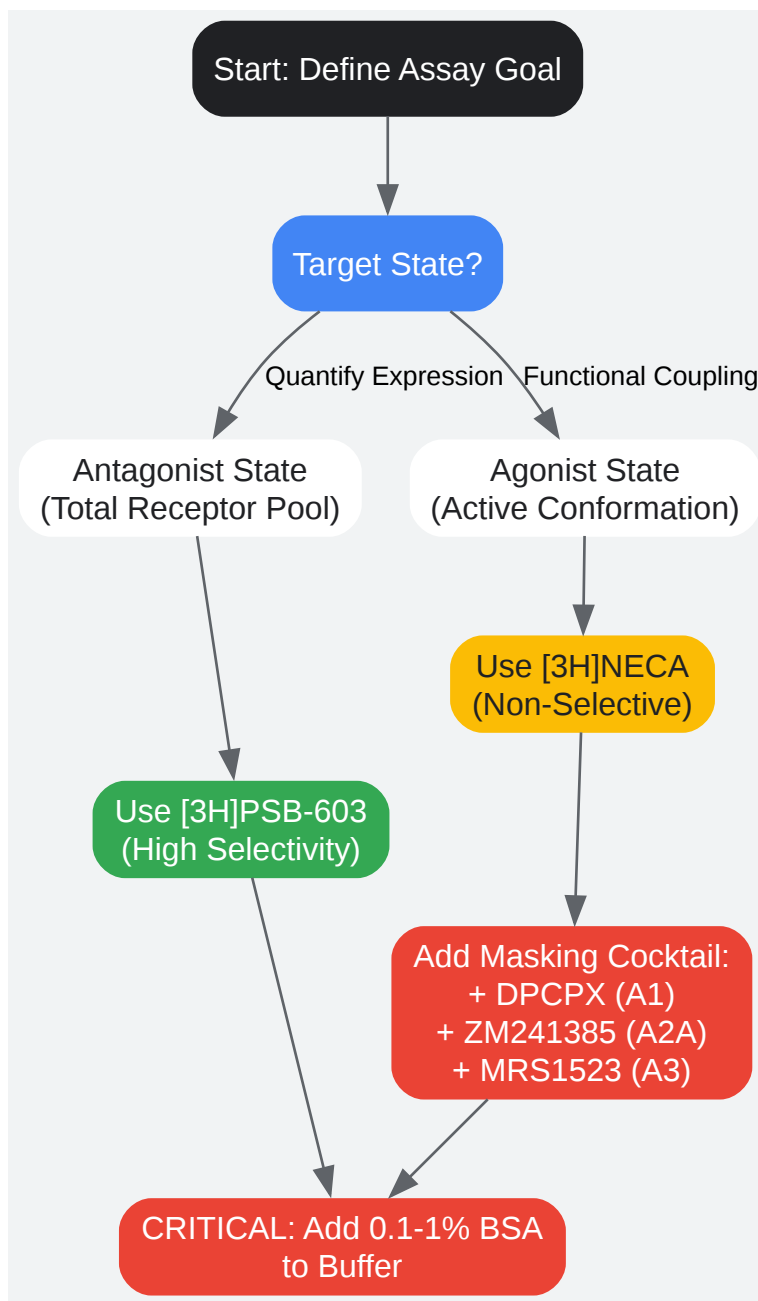 Start: Define Assay Goal
Target State?
Quantify Expression
Functional Coupling
Antagonist State
(Total Receptor Pool)
Agonist State
(Active Conformation)
Use [3H]NECA
(Non-Selective)
Use [3H]PSB-603
(High Selectivity)
Add Masking Cocktail:
+ DPCPX (A1)
+ ZM241385 (A2A)
+ MRS1523 (A3)
CRITICAL: Add 0.1-1% BSA
to Buffer